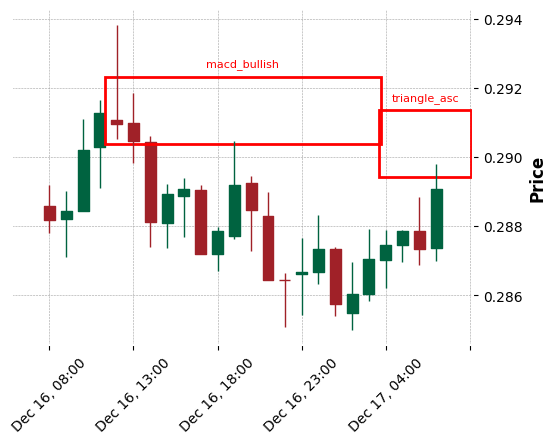 0.294
macd_bullish
0.292
triangle_asc
0.290
0.288
0.286
Price
Dec 16, 08:00
Dec 16, 13:00
Dec 16, 18:00
Dec 16, 23:00
Dec 17, 04:00